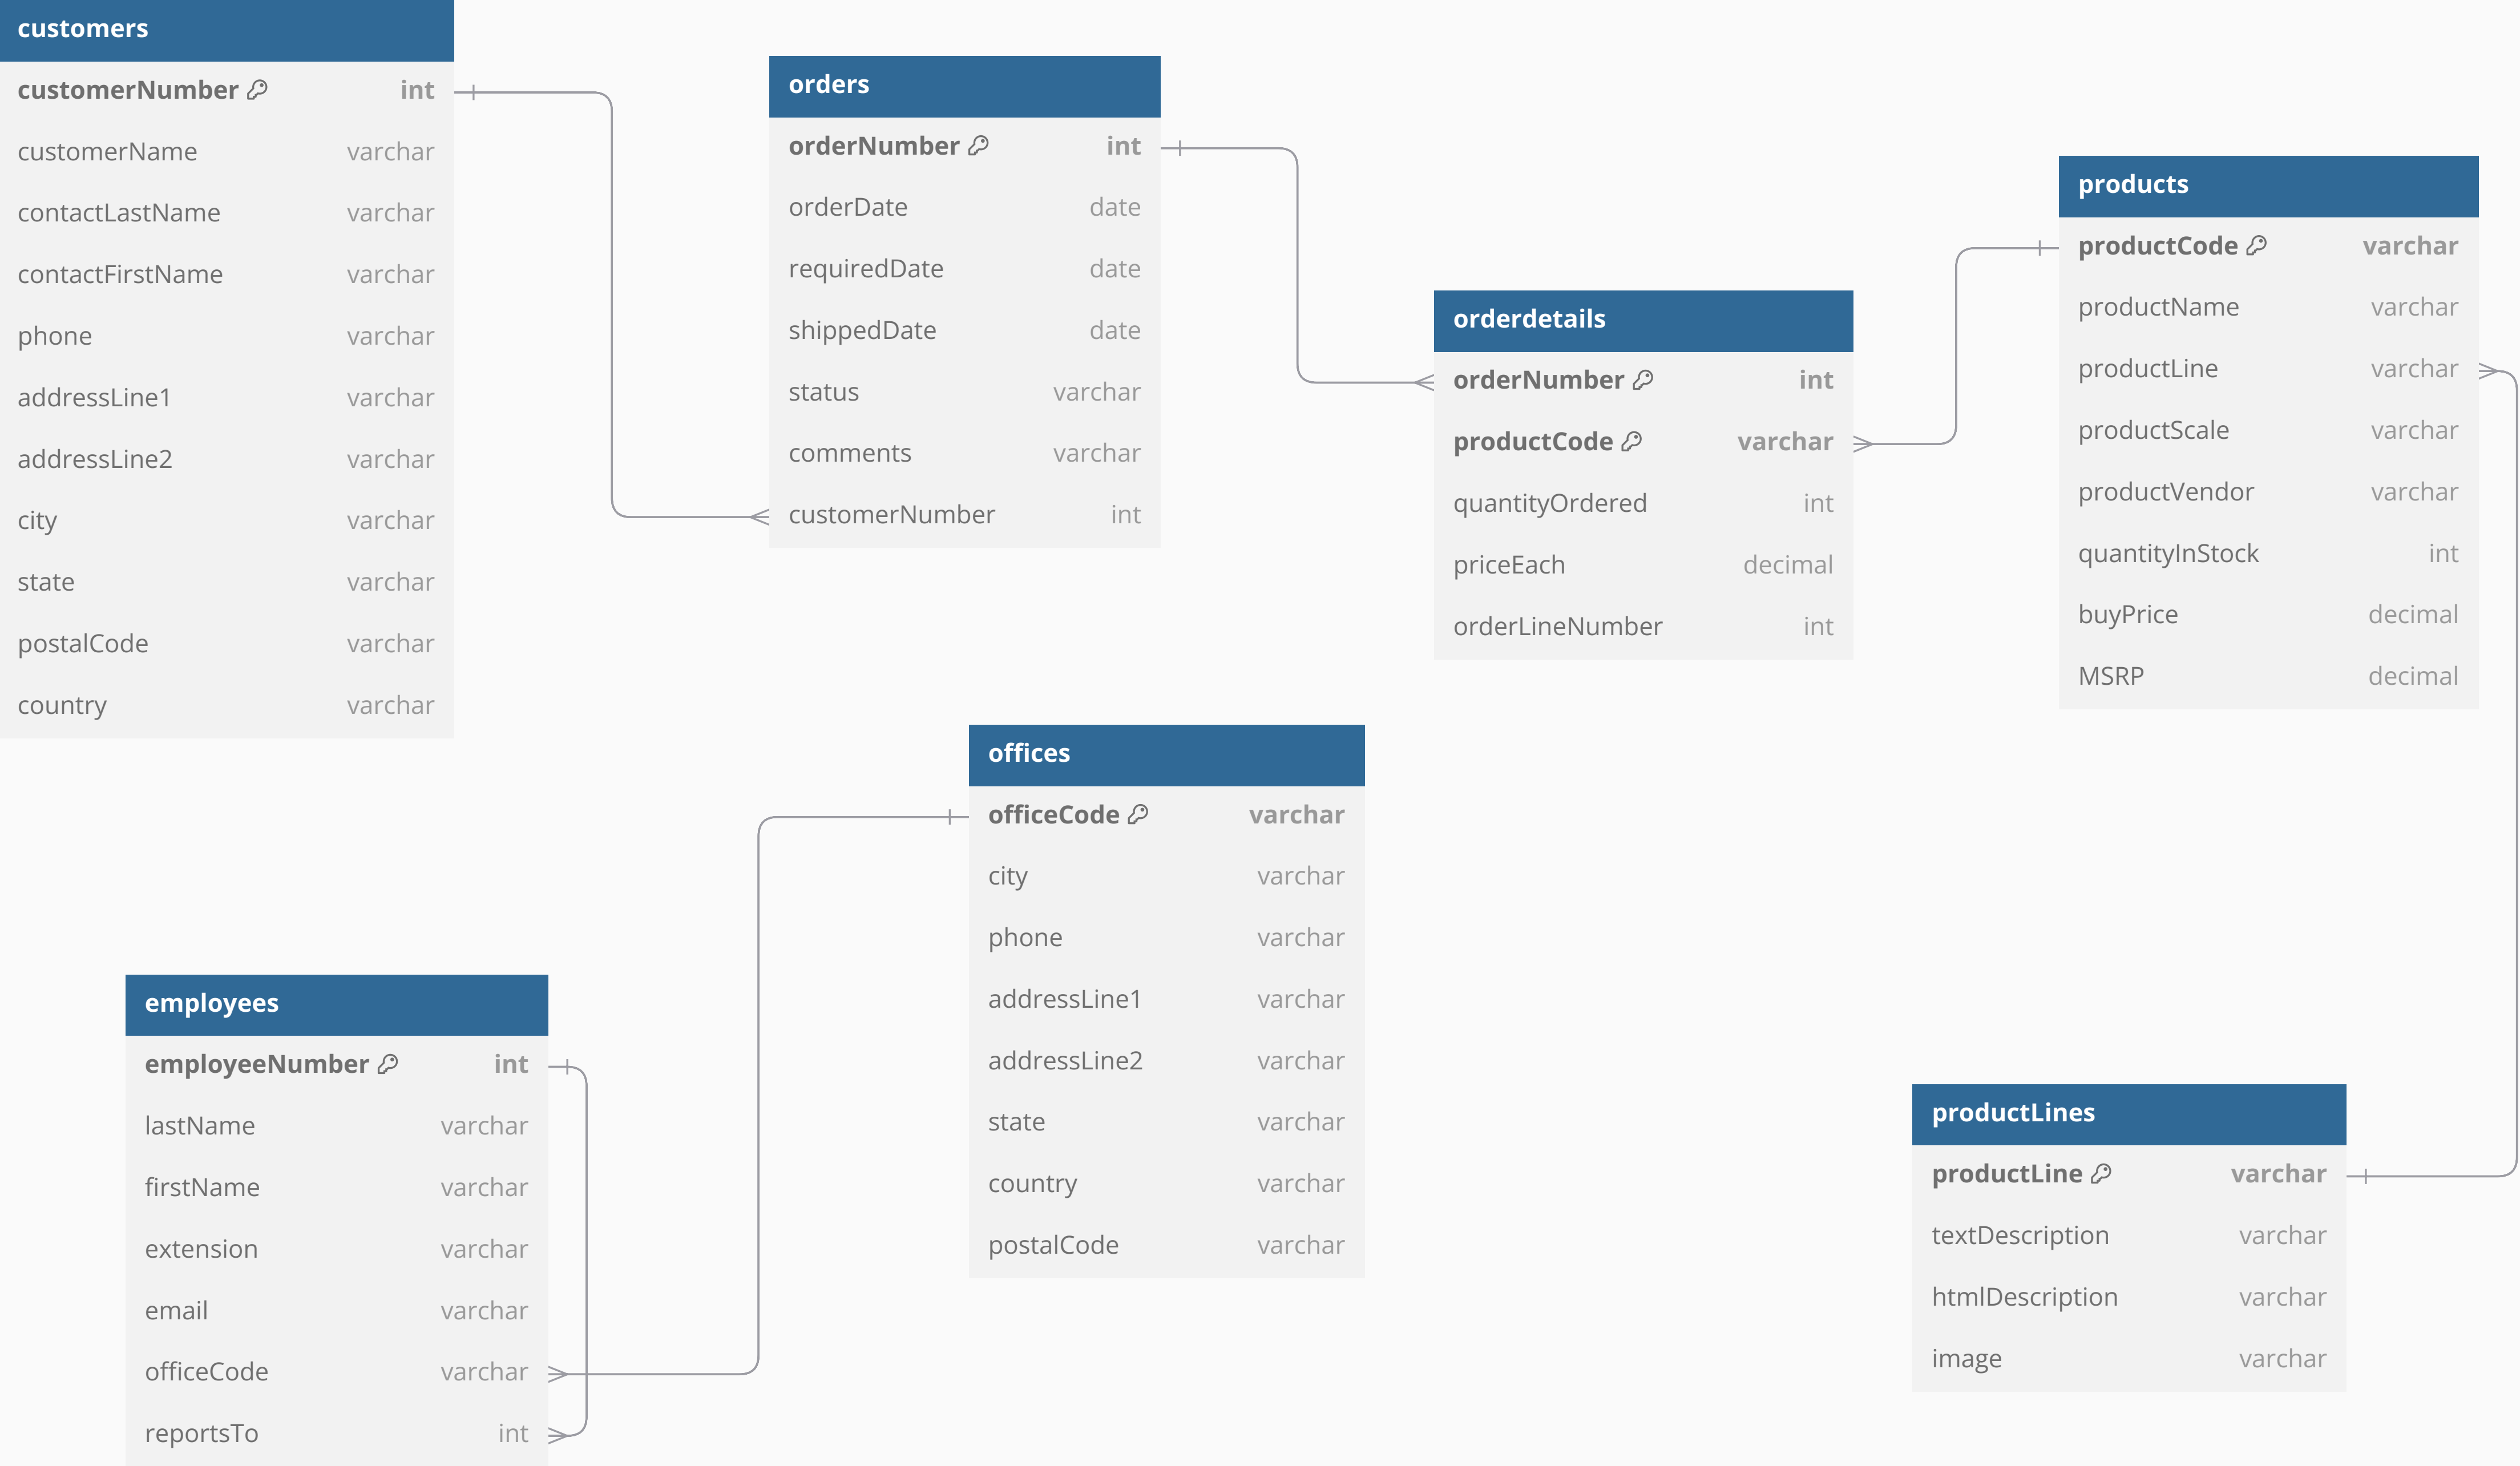 customers
customerNumber int
customerName varchar
contactLastName varchar
contactFirstName varchar
phone varchar
addressLine1 varchar
addressLine2 varchar
city varchar
state varchar
postalCode varchar
country varchar
orders
orderNumber int
orderDate date
requiredDate date
shippedDate date
status varchar
comments varchar
customerNumber int
orderdetails
orderNumber int
productCode varchar
quantityOrdered int
priceEach decimal
orderLineNumber int
products
productCode varchar
productName varchar
productLine varchar
productScale varchar
productVendor varchar
quantityInStock int
buyPrice decimal
MSRP decimal
offices
officeCode varchar
city varchar
phone varchar
addressLine1 varchar
addressLine2 varchar
state varchar
country varchar
postalCode varchar
employees
employeeNumber int
lastName varchar
firstName varchar
extension varchar
email varchar
officeCode varchar
reportsTo int
productLines
productLine varchar
textDescription varchar
htmlDescription varchar
image varchar